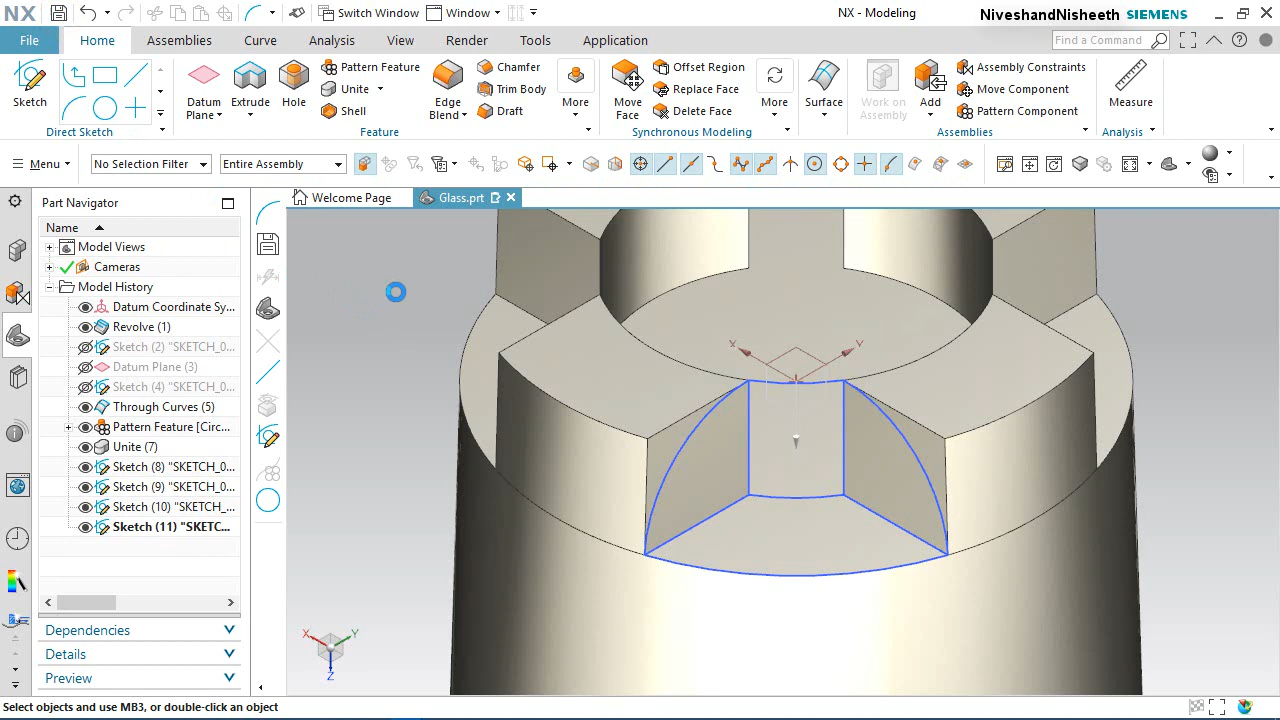 NX Switch Window Window NX - Modeling NiveshandNisheeth SIEMENS
File Home Assemblies Curve Analysis View Render Tools Application Find a Command
Sketch Datum Plane Extrude Hole Pattern Feature Unite Shell Edge Blend Chamfer Trim Body Draft More Move Face Offset Region Replace Face Delete Face More Surface Work on Assembly Add Assembly Constraints Move Component Pattern Component Measure
Direct Sketch Feature Synchronous Modeling Assemblies Analysis
Menu No Selection Filter Entire Assembly
Part Navigator Welcome Page Glass.prt
Name
Model Views
Cameras
Model History
Datum Coordinate Sy...
Revolve (1)
Sketch (2) "SKETCH_0...
Datum Plane (3)
Sketch (4) "SKETCH_0...
Through Curves (5)
Pattern Feature [Circ...
Unite (7)
Sketch (8) "SKETCH_0...
Sketch (9) "SKETCH_0...
Sketch (10) "SKETCH_...
Sketch (11) "SKETC...
X Y
Dependencies
Details
Preview
X Y
Z
Select objects and use MB3, or double-click an object